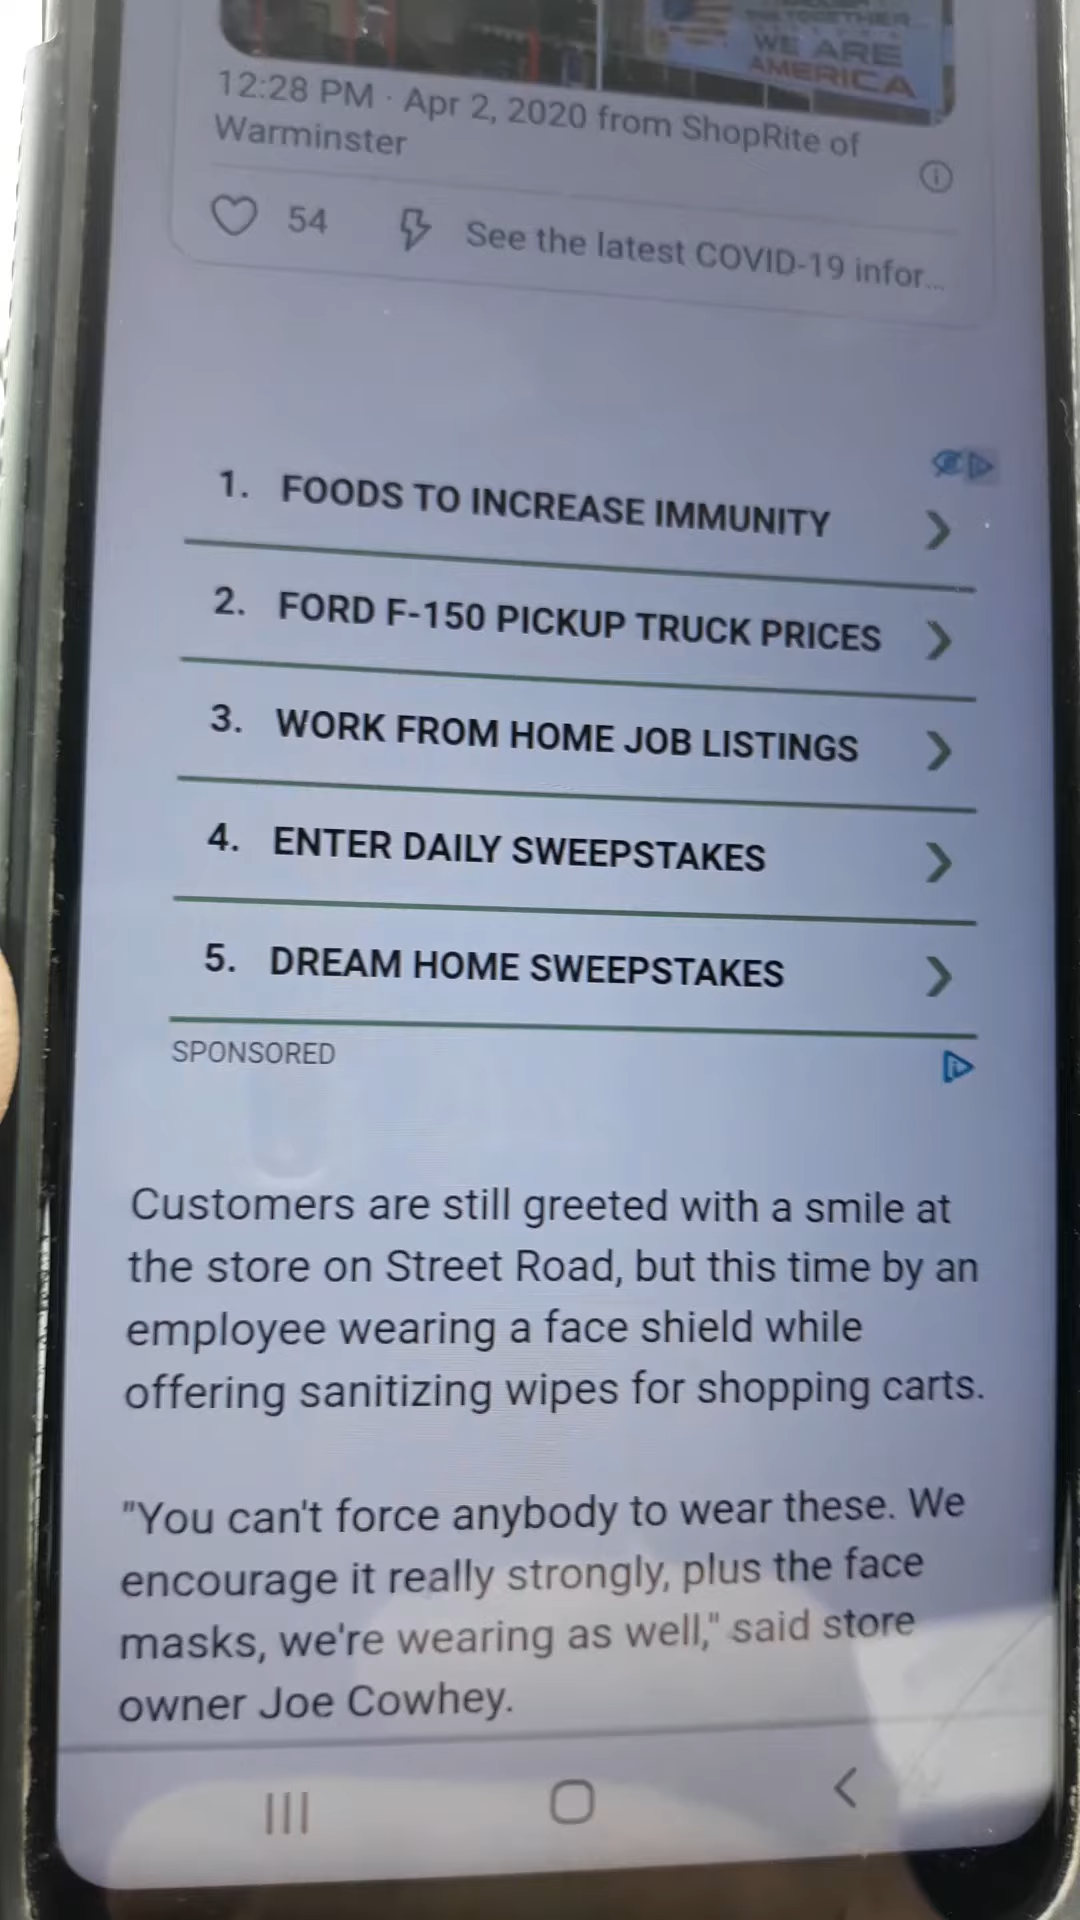 THE TOGETHER
WE ARE
AMERICA
12:28 PM · Apr 2, 2020 from ShopRite of
Warminster
54 See the latest COVID-19 infor...
1. FOODS TO INCREASE IMMUNITY
2. FORD F-150 PICKUP TRUCK PRICES
3. WORK FROM HOME JOB LISTINGS
4. ENTER DAILY SWEEPSTAKES
5. DREAM HOME SWEEPSTAKES
SPONSORED
Customers are still greeted with a smile at
the store on Street Road, but this time by an
employee wearing a face shield while
offering sanitizing wipes for shopping carts.
"You can't force anybody to wear these. We
encourage it really strongly, plus the face
masks, we're wearing as well," said store
owner Joe Cowhey.